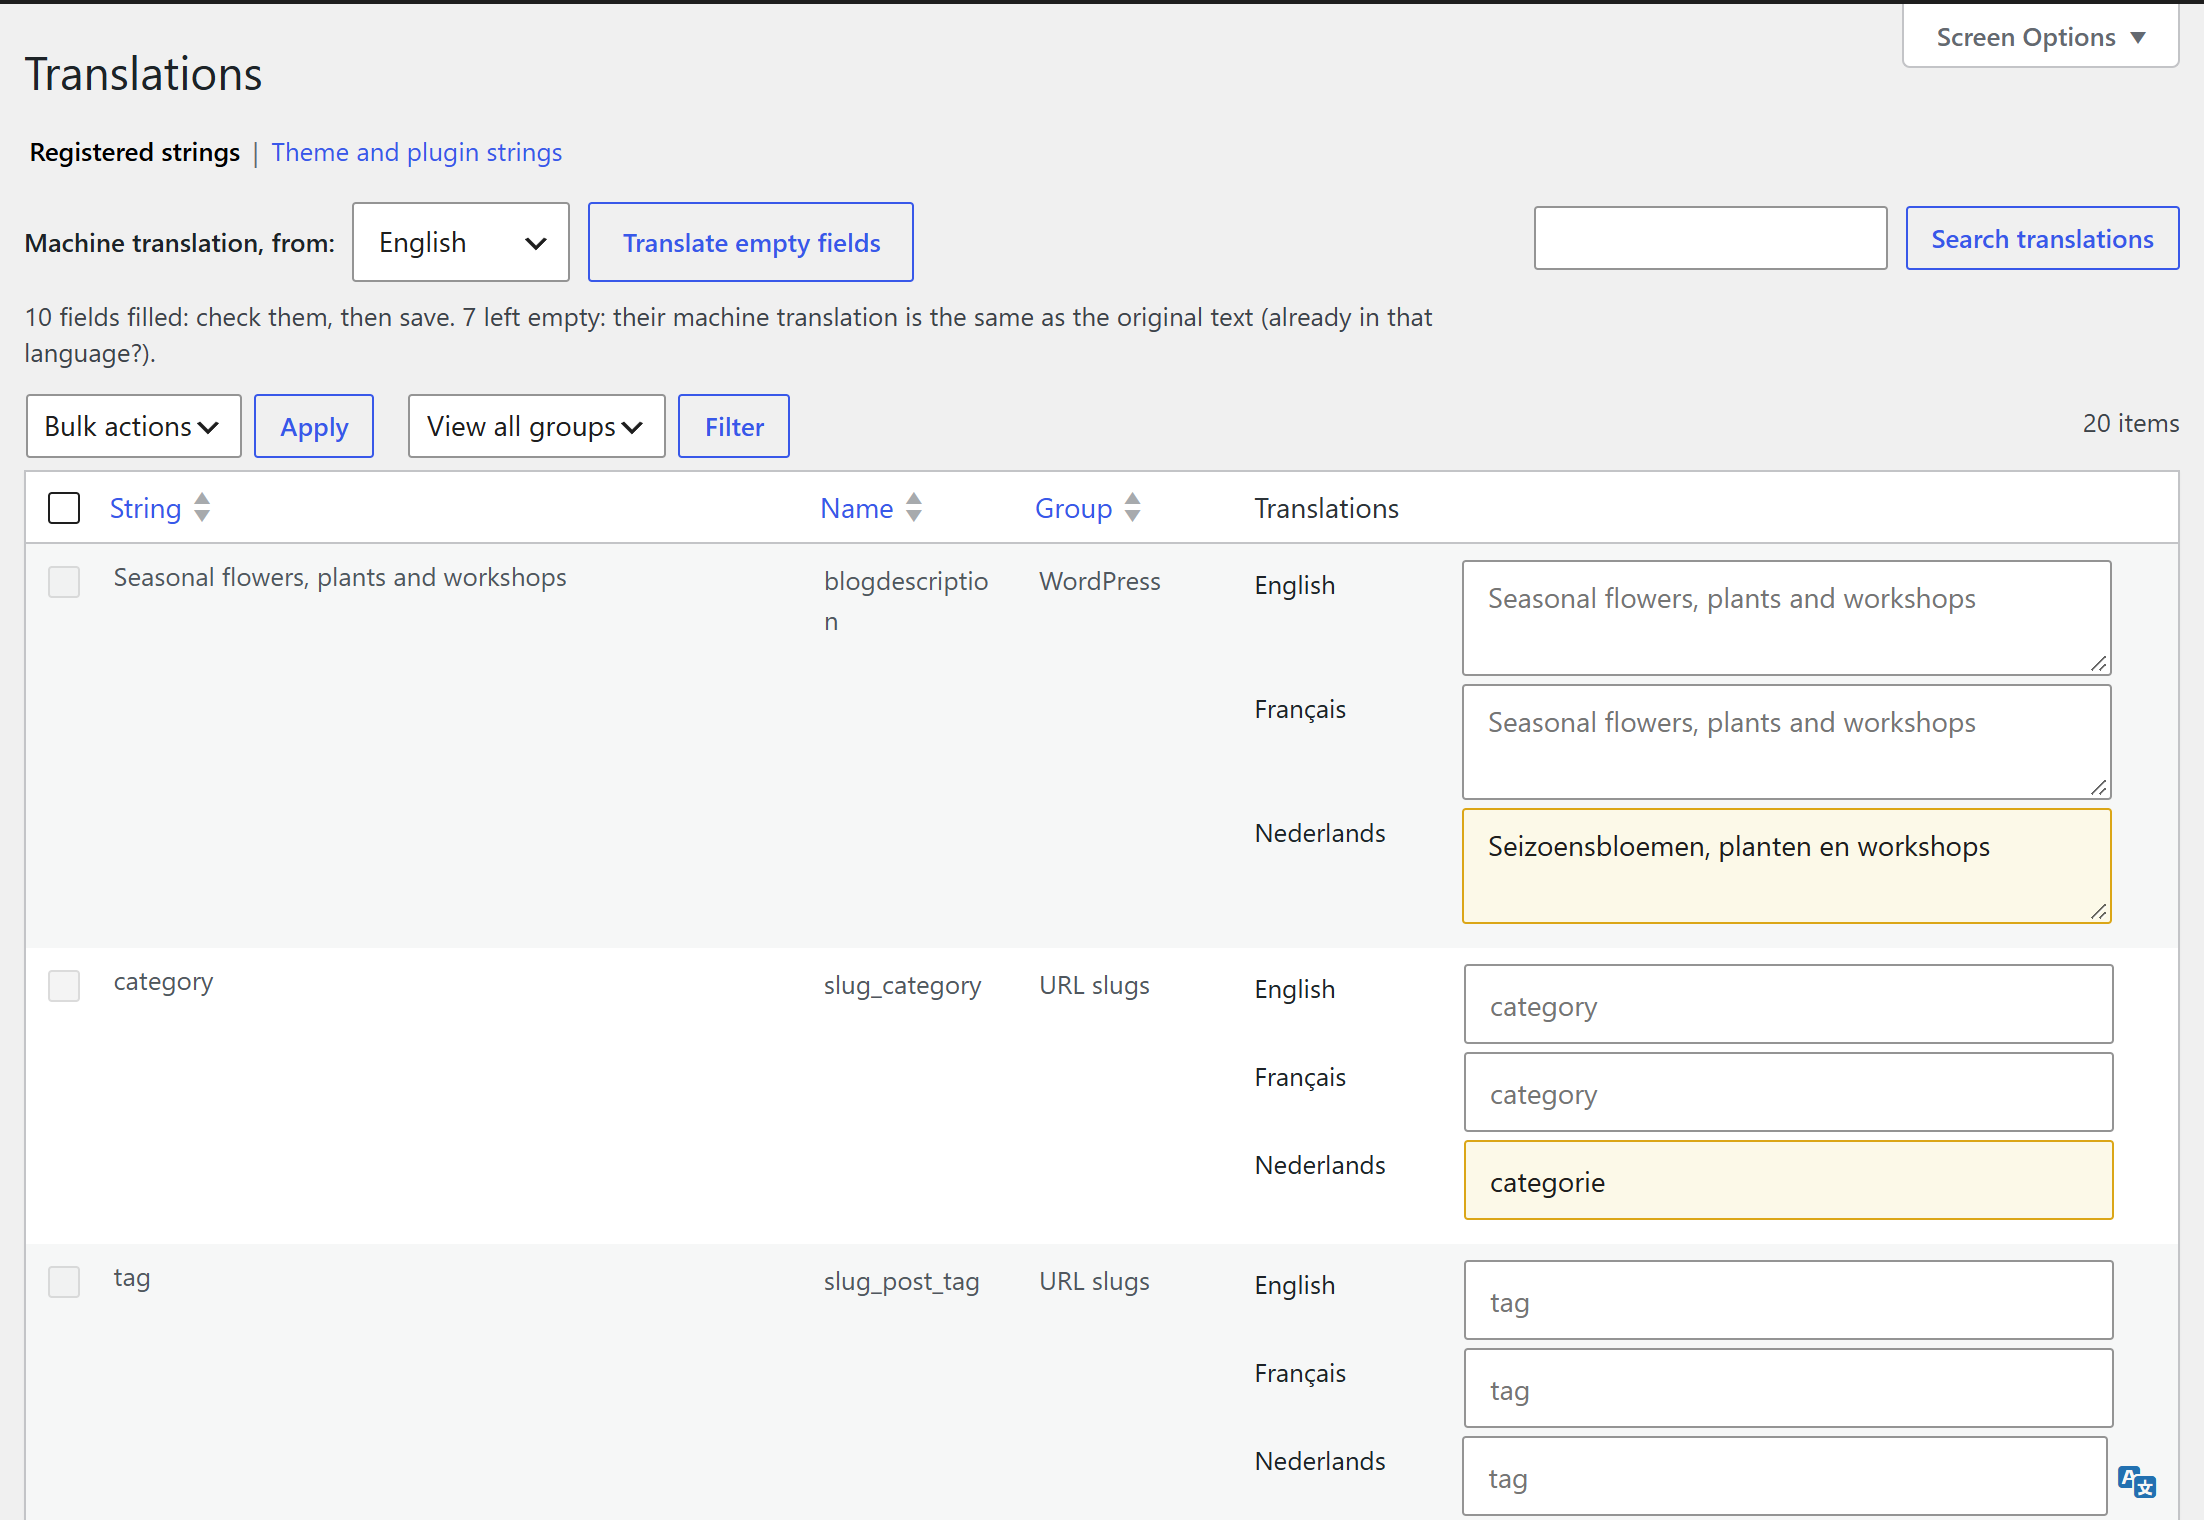 Screen Options
Translations
Registered strings | Theme and plugin strings
Machine translation, from: English Translate empty fields Search translations
10 fields filled: check them, then save. 7 left empty: their machine translation is the same as the original text (already in that
language?).
Bulk actions Apply View all groups Filter 20 items
String Name Group Translations
Seasonal flowers, plants and workshops blogdescriptio WordPress English Seasonal flowers, plants and workshops
n
Français Seasonal flowers, plants and workshops
Nederlands Seizoensbloemen, planten en workshops
category slug_category URL slugs English category
Français category
Nederlands categorie
tag slug_post_tag URL slugs English tag
Français tag
Nederlands tag
A 文